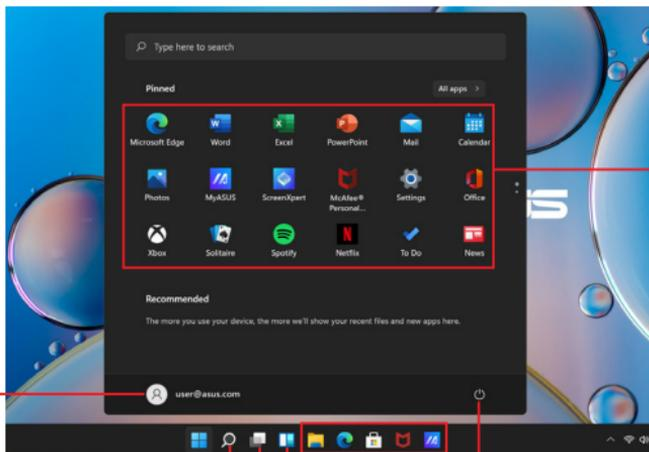 Type here to search
Pinned
All apps >
Microsoft Edge
Word
Excel
PowerPoint
Mail
Calendar
Photos
MyASUS
ScreenXpert
McAfee®
Personal...
Settings
Office
Xbox
Solitaire
Spotify
Netflix
To Do
News
Recommended
The more you use your device, the more we'll show your recent files and new apps here.
user@asus.com